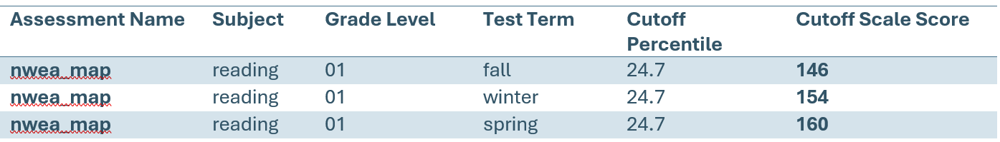 Assessment Name Subject Grade Level Test Term Cutoff Percentile Cutoff Scale Score
nwea_map reading 01 fall 24.7 146
nwea_map reading 01 winter 24.7 154
nwea_map reading 01 spring 24.7 160